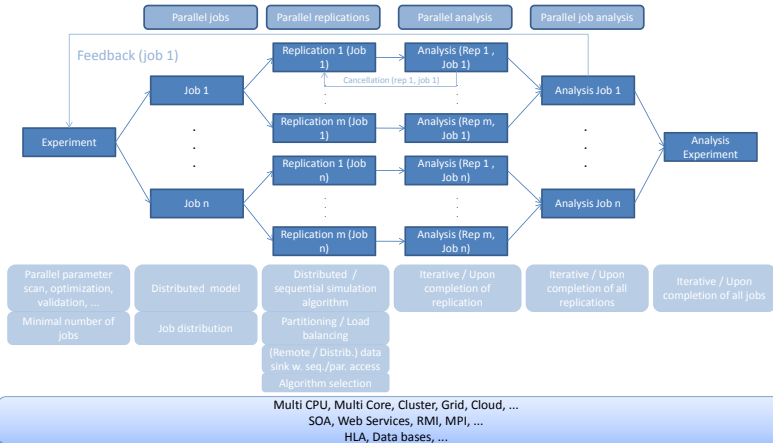 Parallel jobs
Parallel replications
Parallel analysis
Parallel job analysis
Feedback (job 1)
Replication 1 (Job
1)
Analysis (Rep 1 ,
Job 1)
Cancellation (rep 1, job 1)
Job 1
Analysis Job 1
Replication m (Job
1)
Analysis (Rep m,
Job 1)
Experiment
Analysis
Experiment
Replication 1 (Job
n)
Analysis (Rep 1 ,
Job n)
Job n
Analysis Job n
Replication m (Job
n)
Analysis (Rep m,
Job n)
Parallel parameter
scan, optimization,
validation, ...
Minimal number of
jobs
Distributed model
Job distribution
Distributed /
sequential simulation
algorithm
Partitioning / Load
balancing
(Remote / Distrib.) data
sink w. seq./par. access
Algorithm selection
Iterative / Upon
completion of
replication
Iterative / Upon
completion of all
replications
Iterative / Upon
completion of all jobs
Multi CPU, Multi Core, Cluster, Grid, Cloud, ...
SOA, Web Services, RMI, MPI, ...
HLA, Data bases, ...